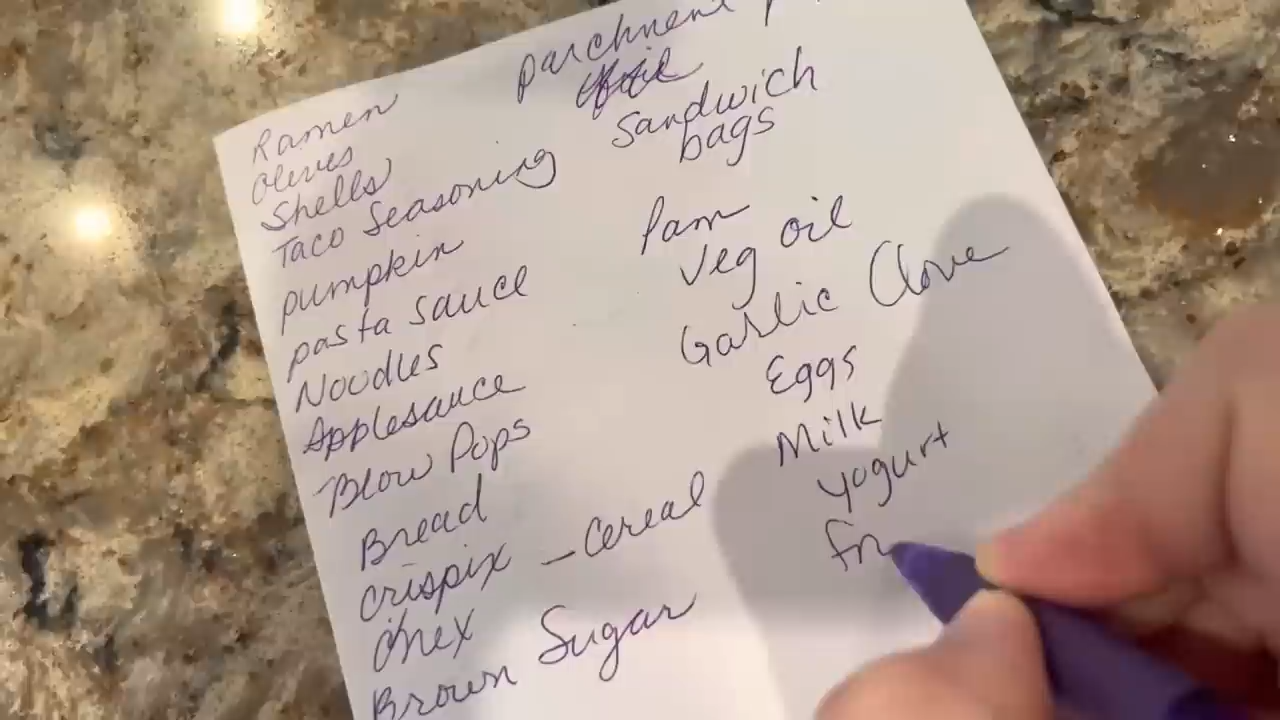 Ramen
Olives
Shells
Taco Seasoning
pumpkin
pasta sauce
Noodles
Applesauce
Blow Pops
Bread
Crispix - Cereal
Chex
Brown Sugar
parchment
Sandwich
bags
Pam
Veg oil
Garlic Clove
Eggs
Milk
yogurt